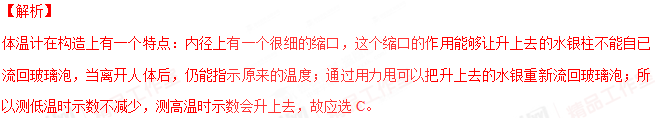 【解析】
体温计在构造上有一个特点：内径上有一个很细的缩口，这个缩口的作用能够让升上去的水银柱不能自已
流回玻璃泡，当离开人体后，仍能指示原来的温度；通过用力甩可以把升上去的水银重新流回玻璃泡；所
以测低温时示数不减少，测高温时示数会升上去，故应选 C。